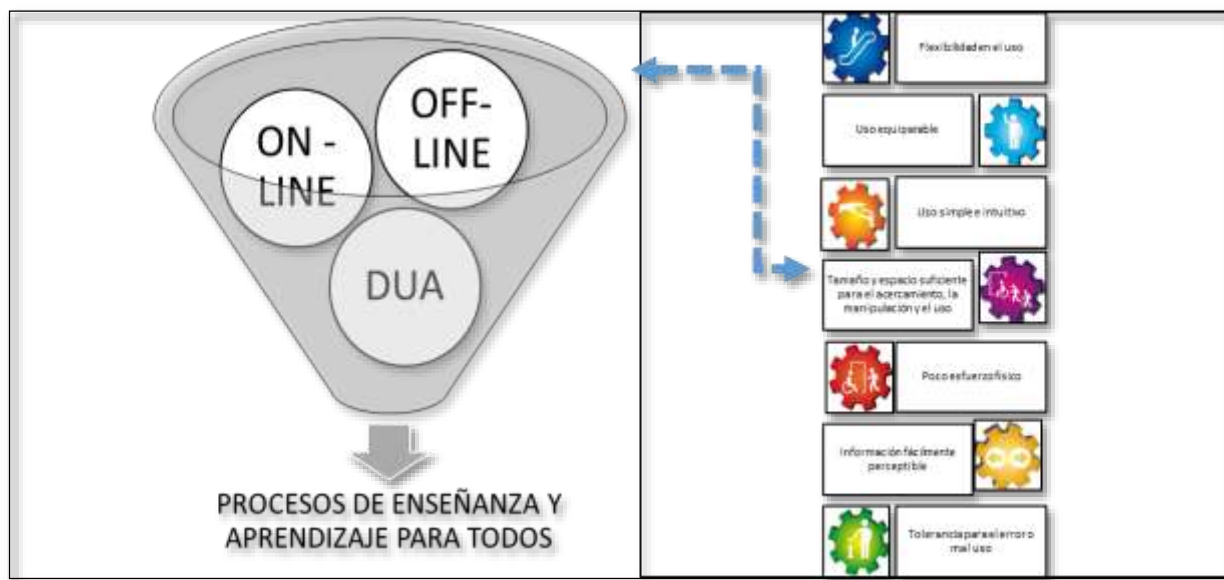 ON -
LINE
OFF-
LINE
DUA
PROCESOS DE ENSEÑANZA Y
APRENDIZAJE PARA TODOS
Flexibilidad en el uso
Uso equiparable
Uso simple e intuitivo
Tamaño y espacio suficiente
para el acercamiento, la
manipulación y el uso
Poco esfuerzo físico
Información fácilmente
perceptible
Tolerancia para el error o
mal uso